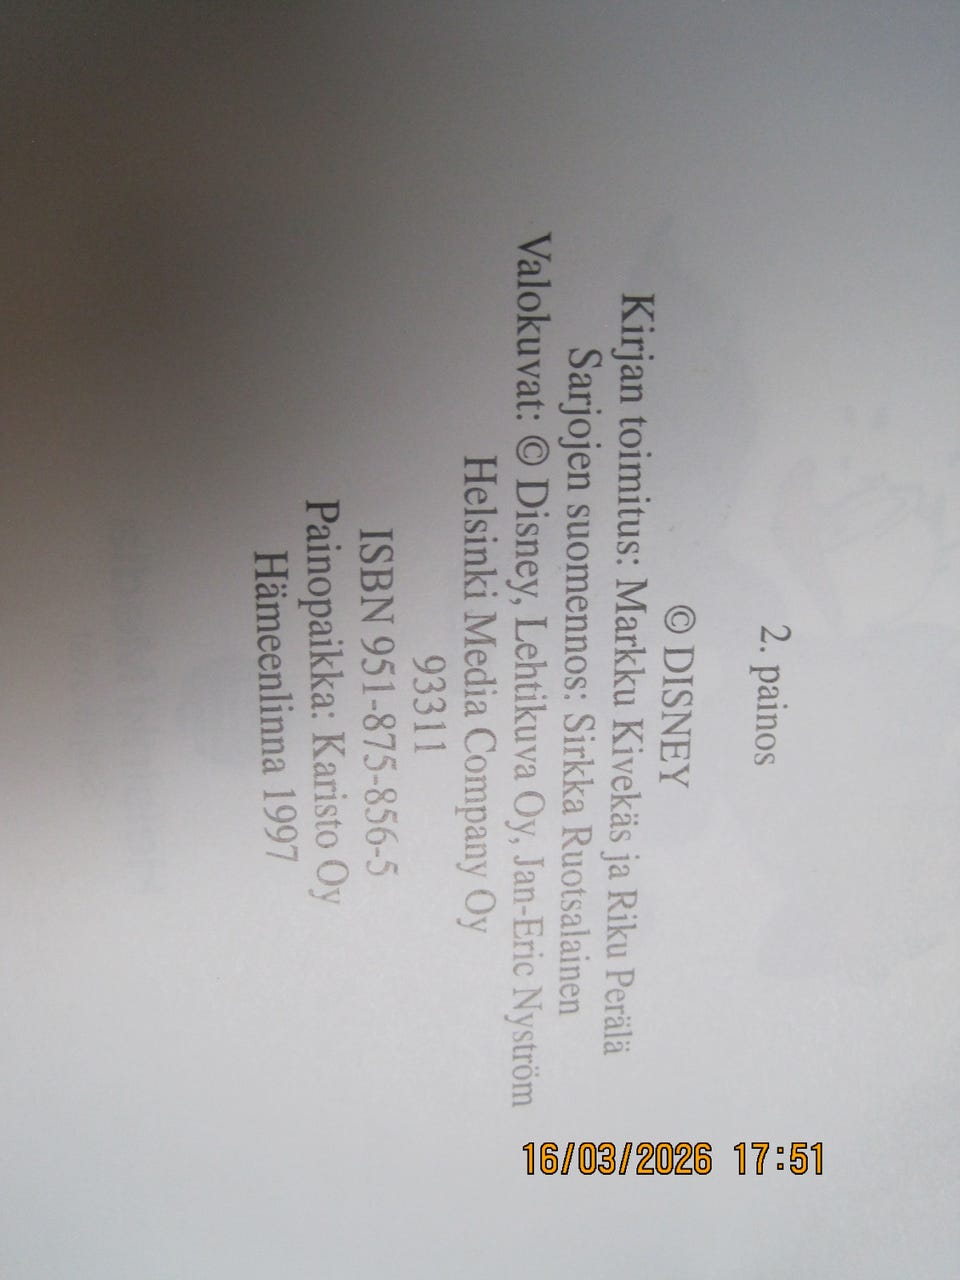 2. painos
© DISNEY
Kirjan toimitus: Markku Kivekäs ja Riku Perälä
Sarjojen suomennos: Sirkka Ruotsalainen
Valokuvat: © Disney, Lehtikuva Oy, Jan-Eric Nyström
Helsinki Media Company Oy
93311
ISBN 951-875-856-5
Painopaikka: Karisto Oy
Hämeenlinna 1997
16/03/2026 17:51